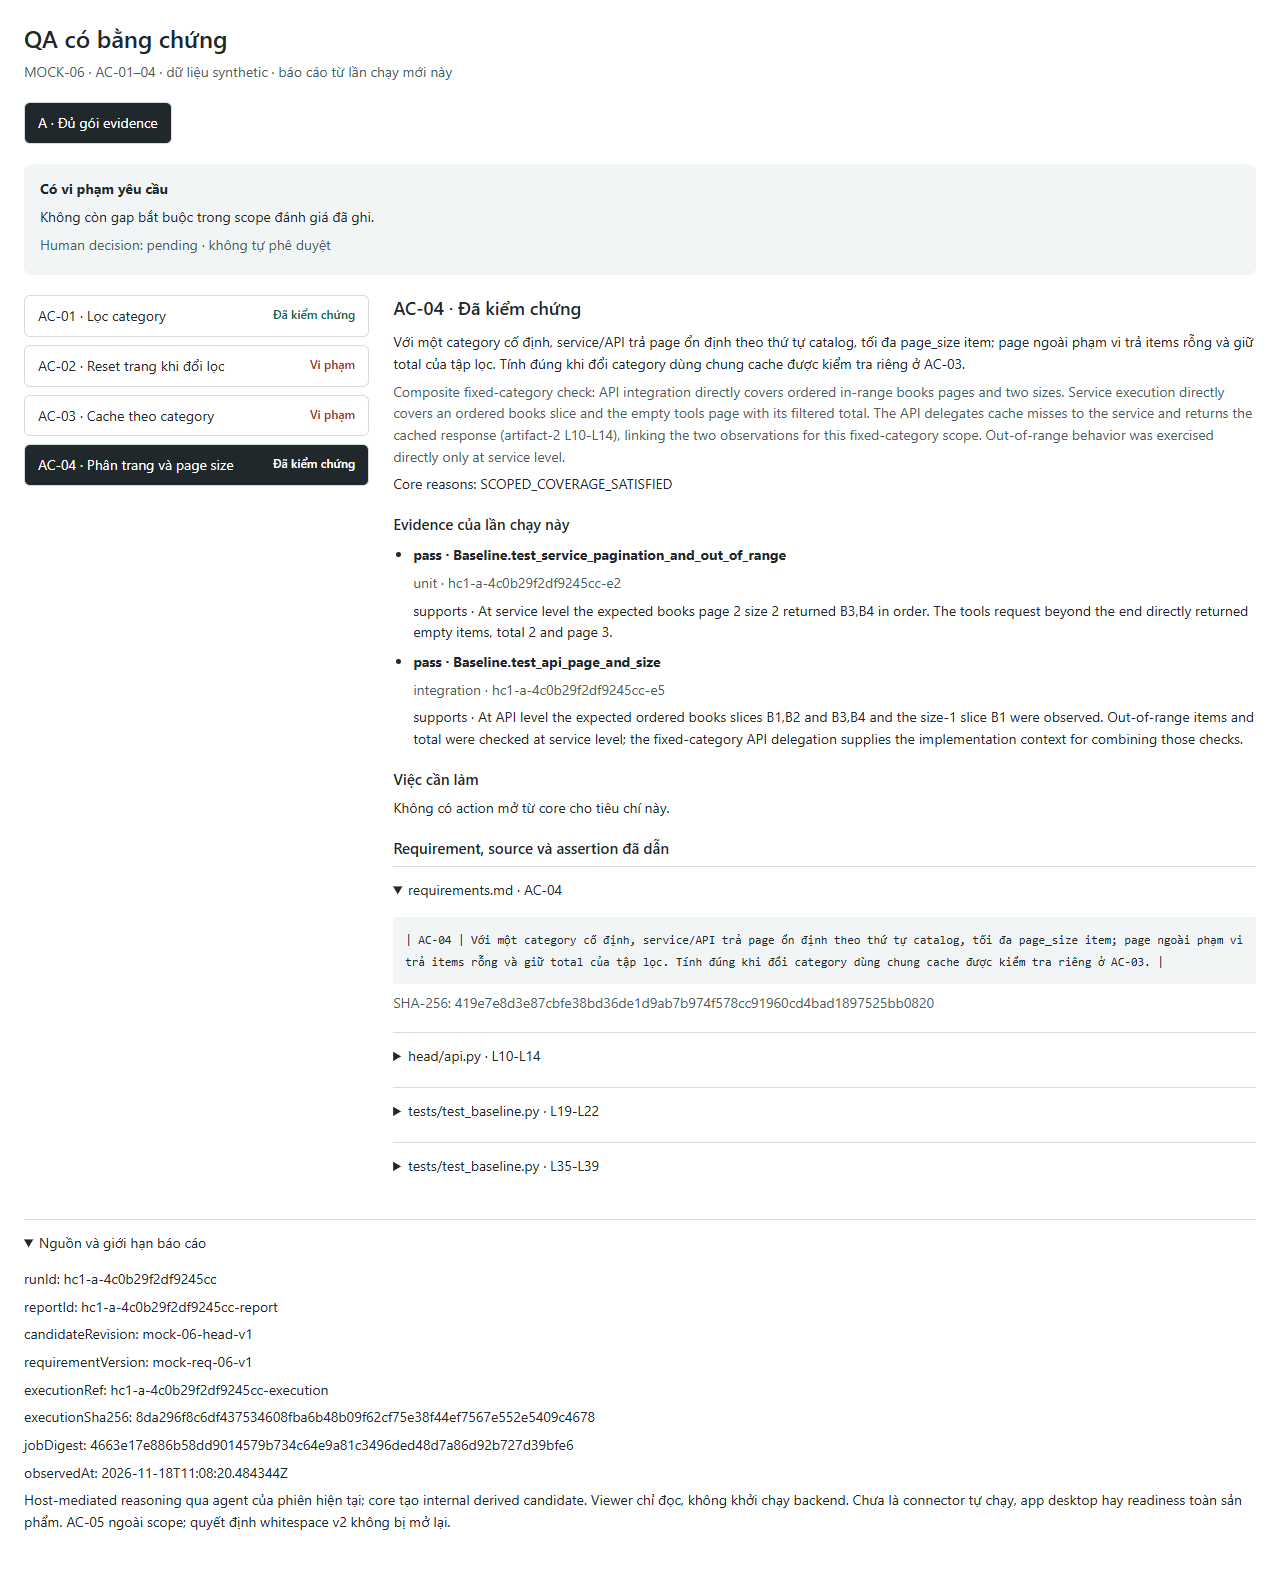 QA có bằng chứng
MOCK-06 · AC-01–04 · dữ liệu synthetic · báo cáo từ lần chạy mới này
A · Đủ gói evidence
Có vi phạm yêu cầu
Không còn gap bắt buộc trong scope đánh giá đã ghi.
Human decision: pending · không tự phê duyệt
AC-01 · Lọc category Đã kiểm chứng
AC-02 · Reset trang khi đổi lọc Vi phạm
AC-03 · Cache theo category Vi phạm
AC-04 · Phân trang và page size Đã kiểm chứng
AC-04 · Đã kiểm chứng
Với một category cố định, service/API trả page ổn định theo thứ tự catalog, tối đa page_size item; page ngoài phạm vi trả items rỗng và giữ
total của tập lọc. Tính đúng khi đổi category dùng chung cache được kiểm tra riêng ở AC-03.
Composite fixed-category check: API integration directly covers ordered in-range books pages and two sizes. Service execution directly
covers an ordered books slice and the empty tools page with its filtered total. The API delegates cache misses to the service and returns the
cached response (artifact-2 L10-L14), linking the two observations for this fixed-category scope. Out-of-range behavior was exercised
directly only at service level.
Core reasons: SCOPED_COVERAGE_SATISFIED
Evidence của lần chạy này
• pass · Baseline.test_service_pagination_and_out_of_range
unit · hc1-a-4c0b29f2df9245cc-e2
supports · At service level the expected books page 2 size 2 returned B3,B4 in order. The tools request beyond the end directly returned
empty items, total 2 and page 3.
• pass · Baseline.test_api_page_and_size
integration · hc1-a-4c0b29f2df9245cc-e5
supports · At API level the expected ordered books slices B1,B2 and B3,B4 and the size-1 slice B1 were observed. Out-of-range items and
total were checked at service level; the fixed-category API delegation supplies the implementation context for combining those checks.
Việc cần làm
Không có action mở từ core cho tiêu chí này.
Requirement, source và assertion đã dẫn
▼ requirements.md · AC-04
| AC-04 | Với một category cố định, service/API trả page ổn định theo thứ tự catalog, tối đa page_size item; page ngoài phạm vi
trả items rỗng và giữ total của tập lọc. Tính đúng khi đổi category dùng chung cache được kiểm tra riêng ở AC-03. |
SHA-256: 419e7e8d3e87cbfe38bd36de1d9ab7b974f578cc91960cd4bad1897525bb0820
▶ head/api.py · L10-L14
▶ tests/test_baseline.py · L19-L22
▶ tests/test_baseline.py · L35-L39
▼ Nguồn và giới hạn báo cáo
runId: hc1-a-4c0b29f2df9245cc
reportId: hc1-a-4c0b29f2df9245cc-report
candidateRevision: mock-06-head-v1
requirementVersion: mock-req-06-v1
executionRef: hc1-a-4c0b29f2df9245cc-execution
executionSha256: 8da296f8c6df437534608fba6b48b09f62cf75e38f44ef7567e552e5409c4678
jobDigest: 4663e17e886b58dd9014579b734c64e9a81c3496ded48d7a86d92b727d39bfe6
observedAt: 2026-11-18T11:08:20.484344Z
Host-mediated reasoning qua agent của phiên hiện tại; core tạo internal derived candidate. Viewer chỉ đọc, không khởi chạy backend. Chưa là connector tự chạy, app desktop hay readiness toàn sản
phẩm. AC-05 ngoài scope; quyết định whitespace v2 không bị mở lại.